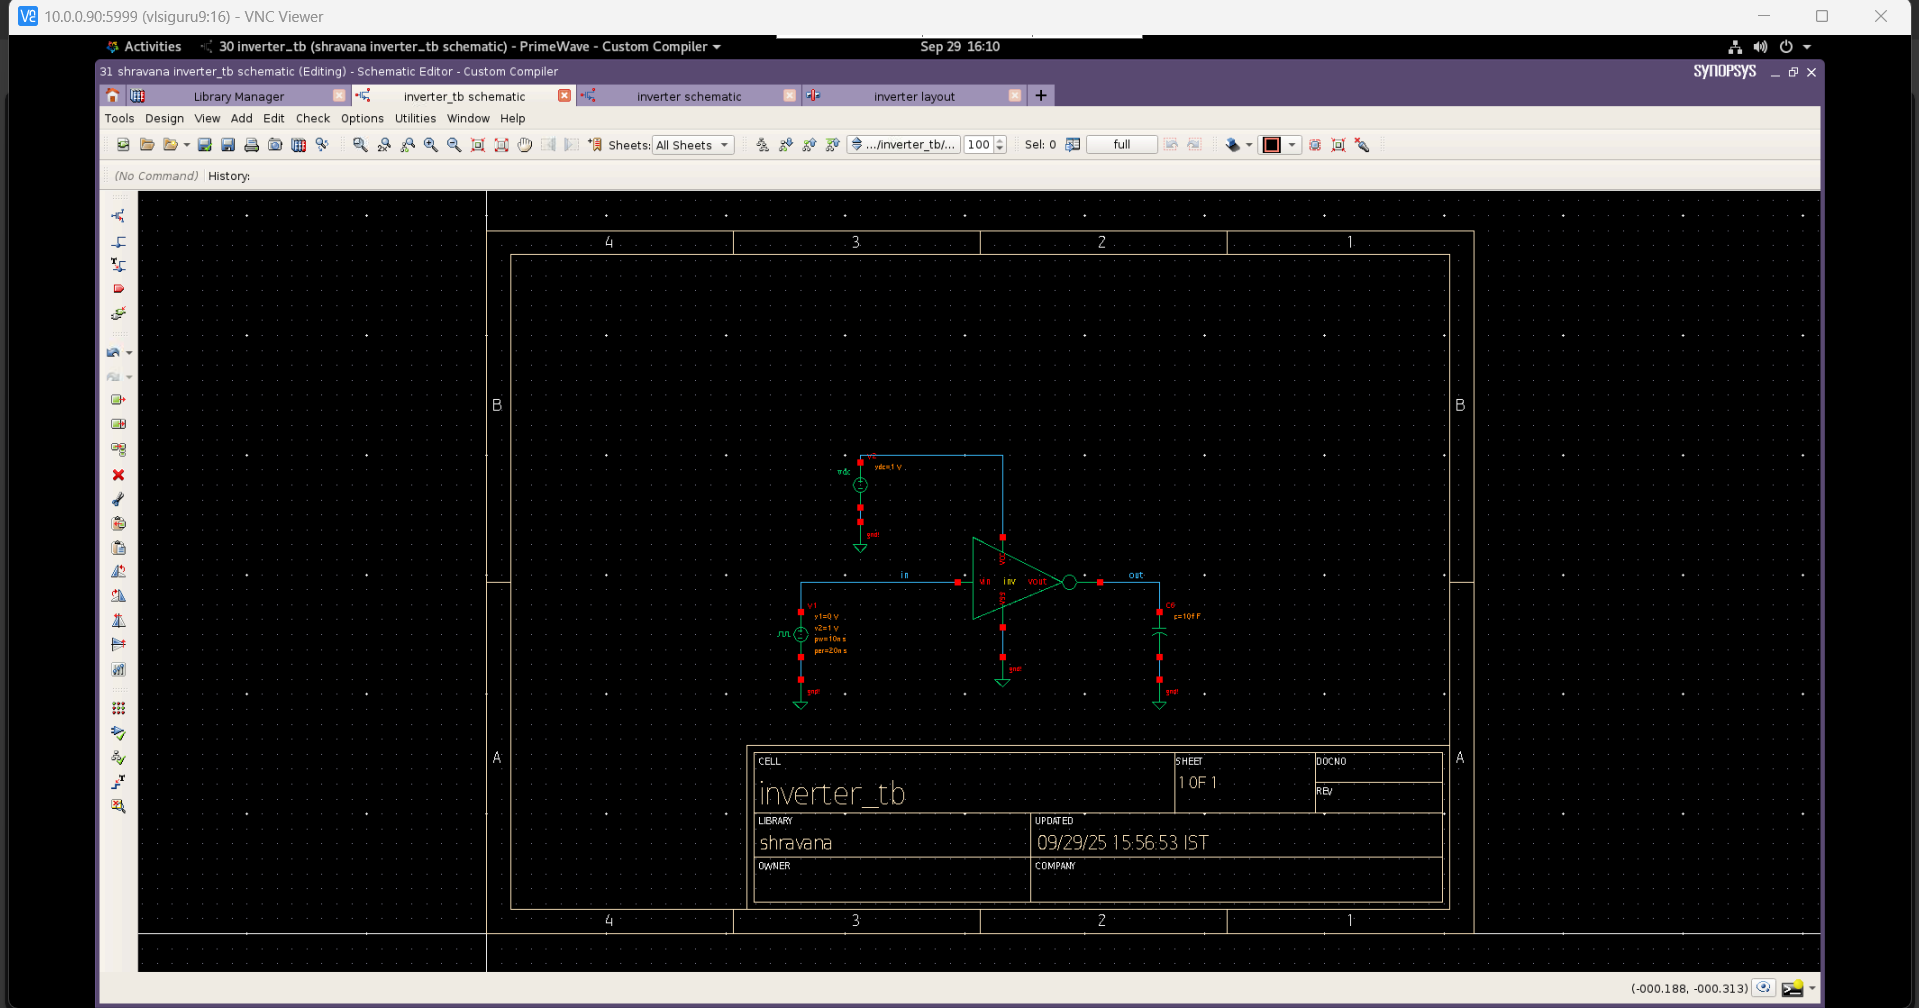 10.0.0.90:5999 (vlsiguru9:16) - VNC Viewer
Activities 30 inverter_tb (shravana inverter_tb schematic) - PrimeWave - Custom Compiler Sep 29 16:10
31 shravana inverter_tb schematic (Editing) - Schematic Editor - Custom Compiler SYNOPSYS
Library Manager inverter_tb schematic inverter schematic inverter layout +
Tools Design View Add Edit Check Options Utilities Window Help
Sheets: All Sheets .../inverter_tb/... 100 Sel: 0 full
(No Command) History:
4 3 2 1
B B
vdc vdc=1 V
gnd!
in out
vin inv vout
V1
v1=0 V
v2=1 V
pw=10n s
per=20n s
gnd!
gnd!
C0
c=10f F
gnd!
A A
CELL
inverter_tb
SHEET
1 OF 1
DOCNO
REV
LIBRARY
shravana
UPDATED
09/29/25 15:56:53 IST
OWNER
COMPANY
4 3 2 1
(-000.188, -000.313)